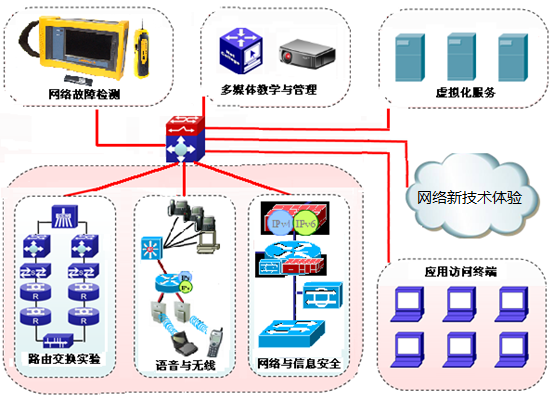 网络故障检测
多媒体教学与管理
虚拟化服务
网络新技术体验
IPv4
IPv6
R
R
R
R
路由交换实验
语音与无线
网络与信息安全
应用访问终端